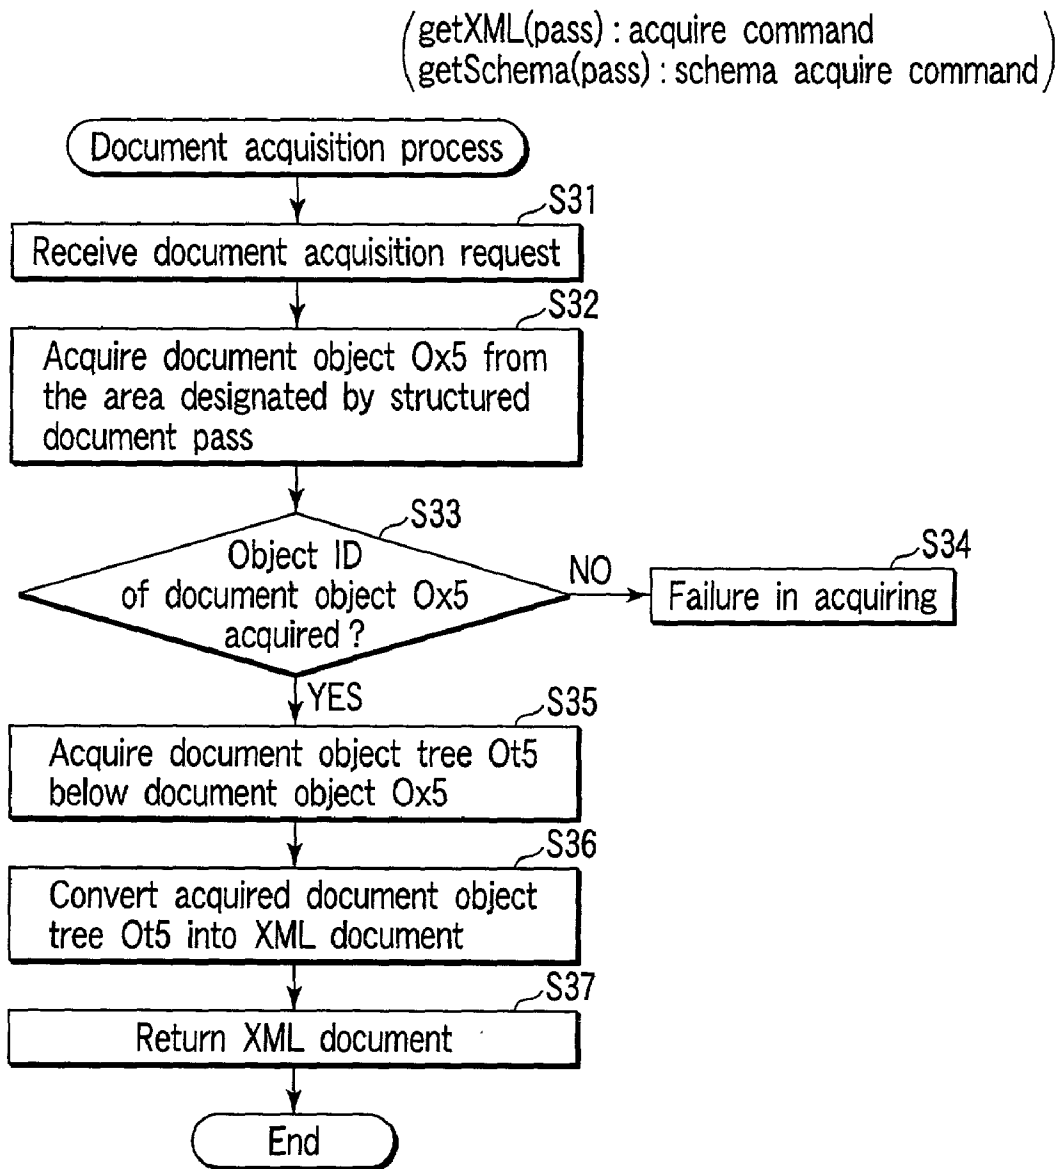 getXML(pass) : acquire command
getSchema(pass) : schema acquire command
Document acquisition process
S31
Receive document acquisition request
S32
Acquire document object Ox5 from
the area designated by structured
document pass
S33
Object ID
of document object Ox5
acquired ?
NO
S34
Failure in acquiring
YES
S35
Acquire document object tree Ot5
below document object Ox5
S36
Convert acquired document object
tree Ot5 into XML document
S37
Return XML document
End